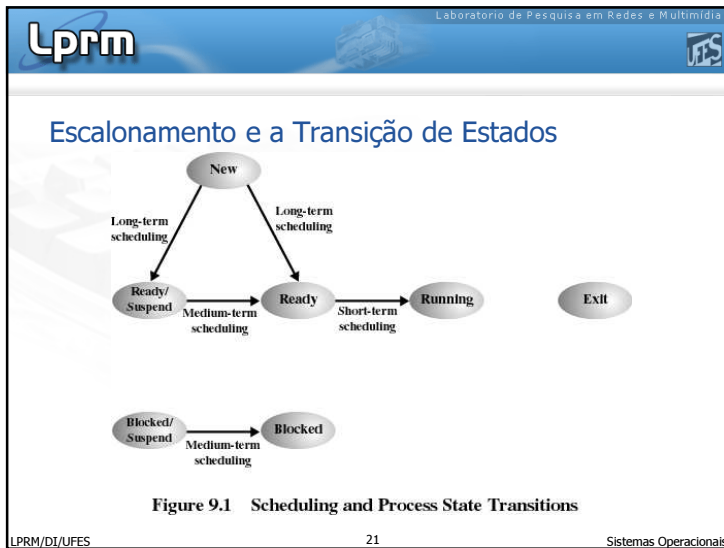 Laboratorio de Pesquisa em Redes e Multimídia
Lprm
UFES
Escalonamento e a Transição de Estados
New
Long-term
scheduling
Long-term
scheduling
Ready/
Suspend
Medium-term
scheduling
Ready
Short-term
scheduling
Running
Exit
Blocked/
Suspend
Medium-term
scheduling
Blocked
Figure 9.1 Scheduling and Process State Transitions
LPRM/DI/UFES
21
Sistemas Operacionais